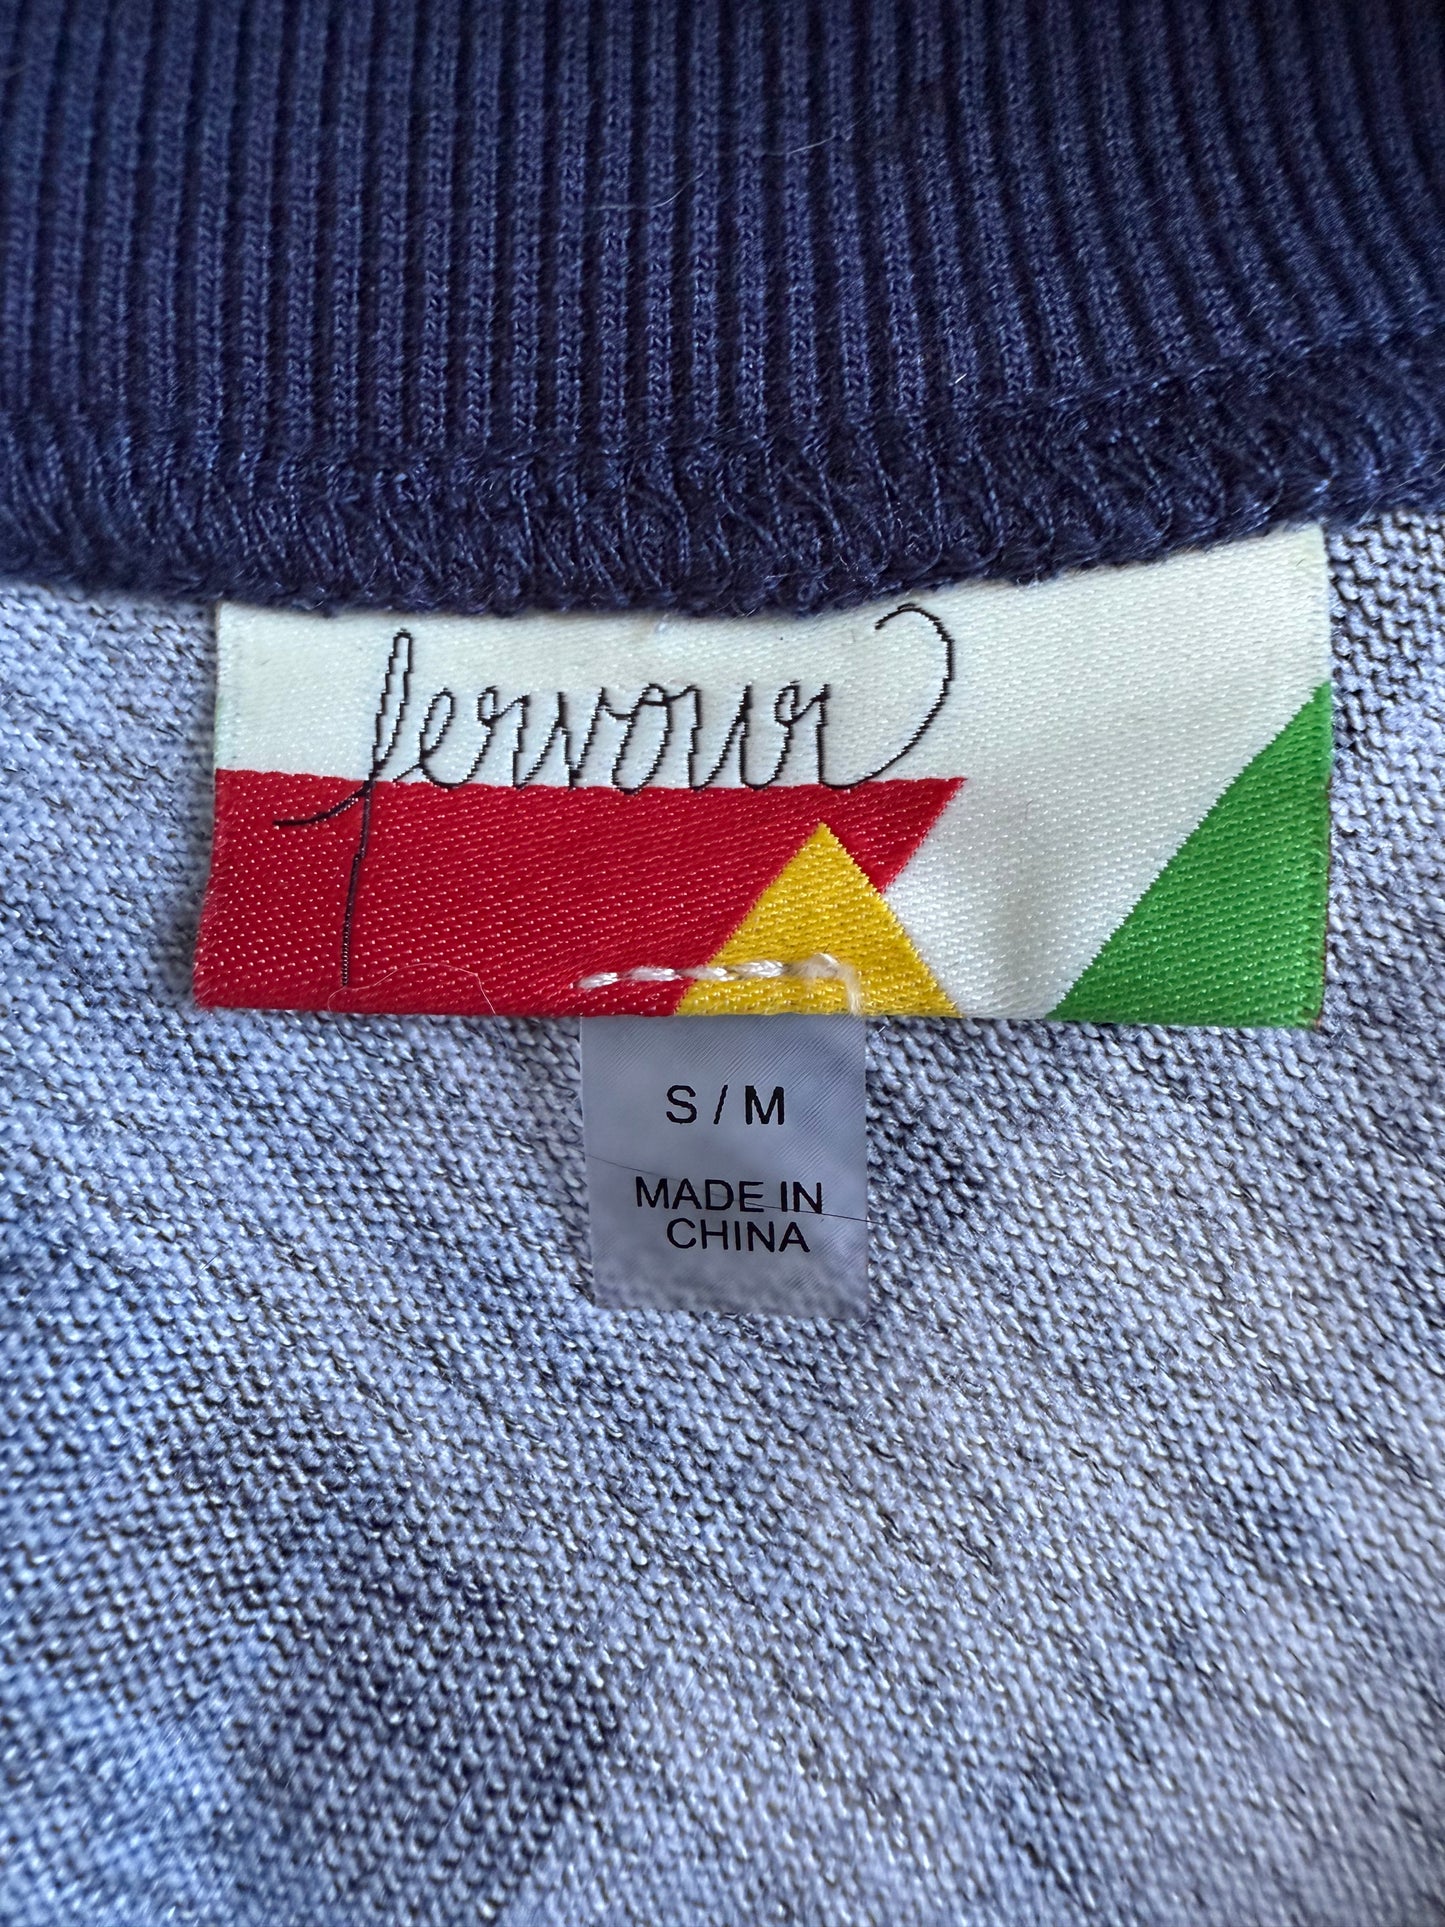 fervour
S / M
MADE IN
CHINA